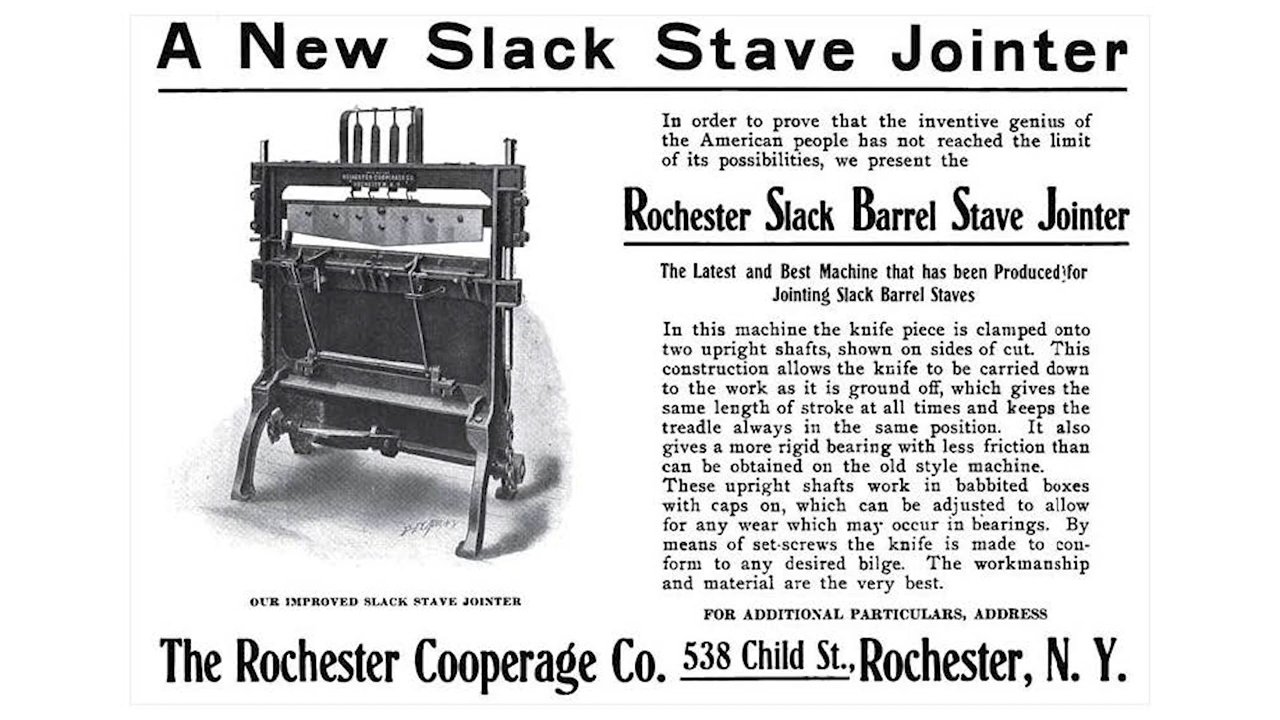 A New Slack Stave Jointer
ROCHESTER COOPERAGE CO.
ROCHESTER, N. Y.
OUR IMPROVED SLACK STAVE JOINTER
In order to prove that the inventive genius of
the American people has not reached the limit
of its possibilities, we present the
Rochester Slack Barrel Stave Jointer
The Latest and Best Machine that has been Produced for
Jointing Slack Barrel Staves
In this machine the knife piece is clamped onto
two upright shafts, shown on sides of cut. This
construction allows the knife to be carried down
to the work as it is ground off, which gives the
same length of stroke at all times and keeps the
treadle always in the same position. It also
gives a more rigid bearing with less friction than
can be obtained on the old style machine.
These upright shafts work in babbited boxes
with caps on, which can be adjusted to allow
for any wear which may occur in bearings. By
means of set-screws the knife is made to con-
form to any desired bilge. The workmanship
and material are the very best.
FOR ADDITIONAL PARTICULARS, ADDRESS
The Rochester Cooperage Co. 538 Child St., Rochester, N. Y.